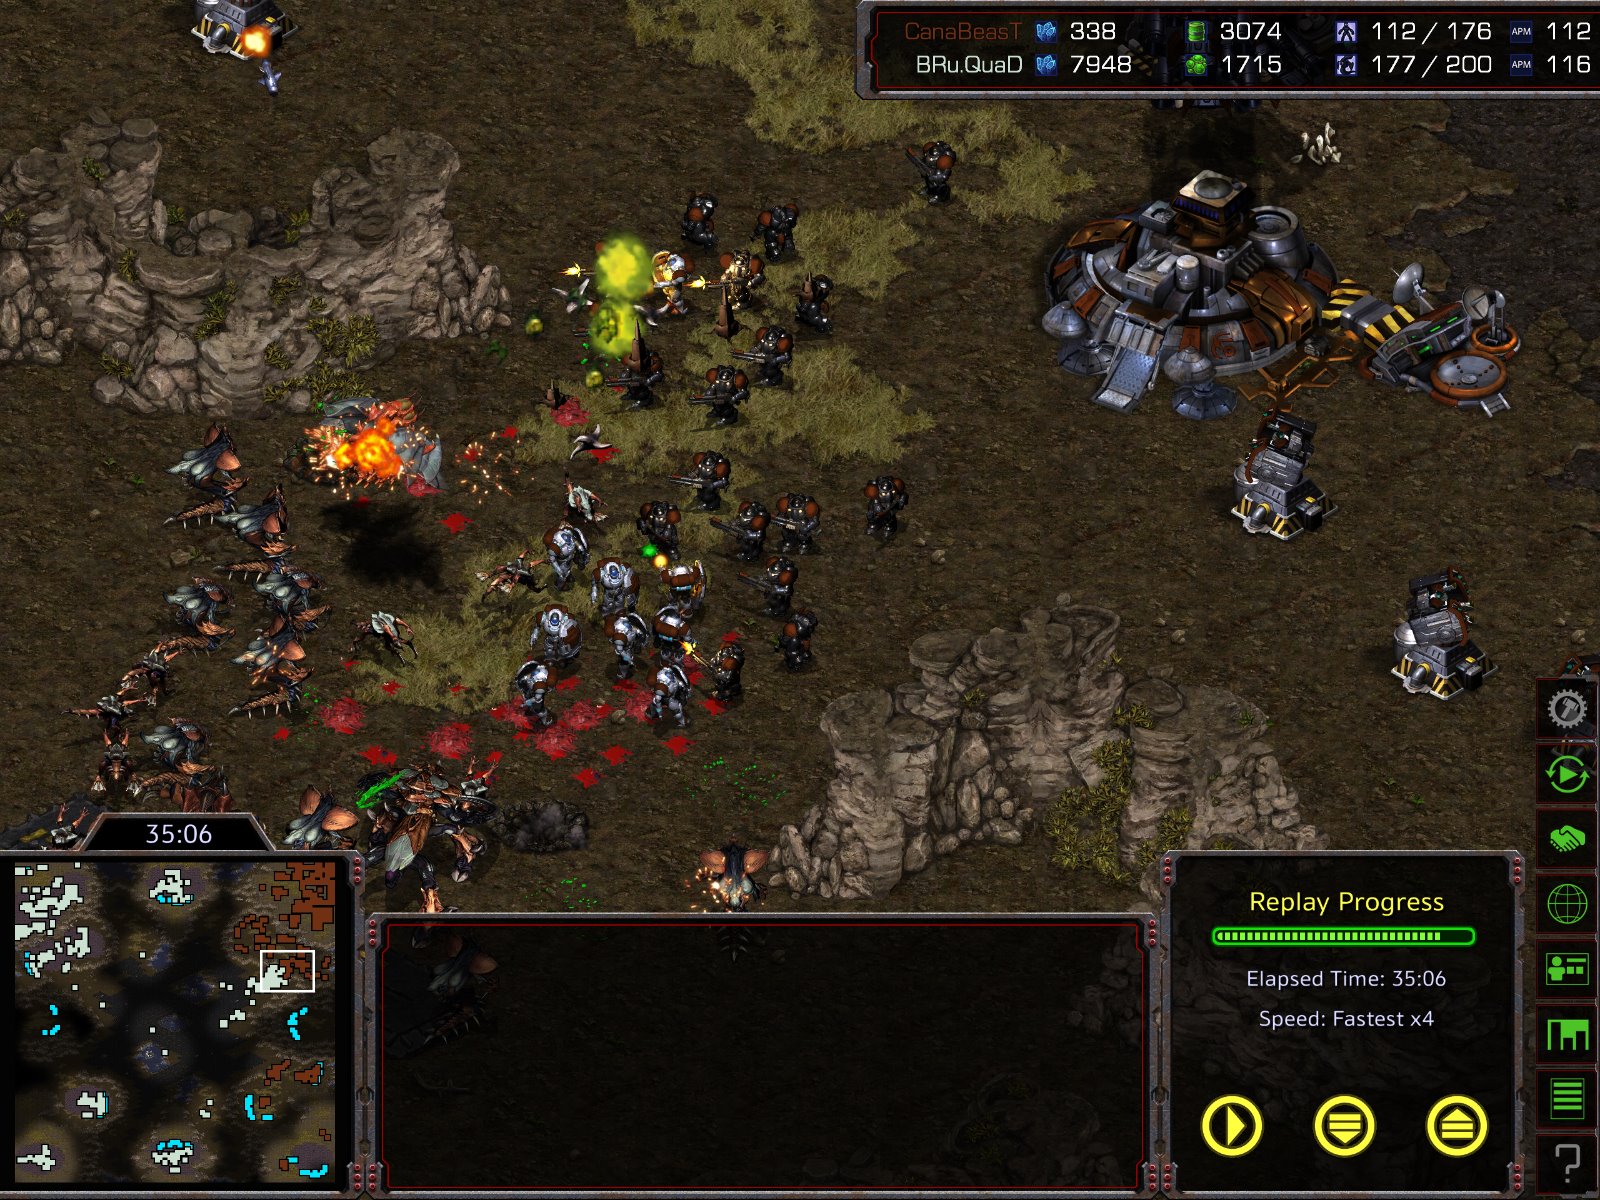 CanaBeasT 338 3074 112 / 176 APM 112
BRu.QuaD 7948 1715 177 / 200 APM 116
35:06
Replay Progress
Elapsed Time: 35:06
Speed: Fastest x4
?